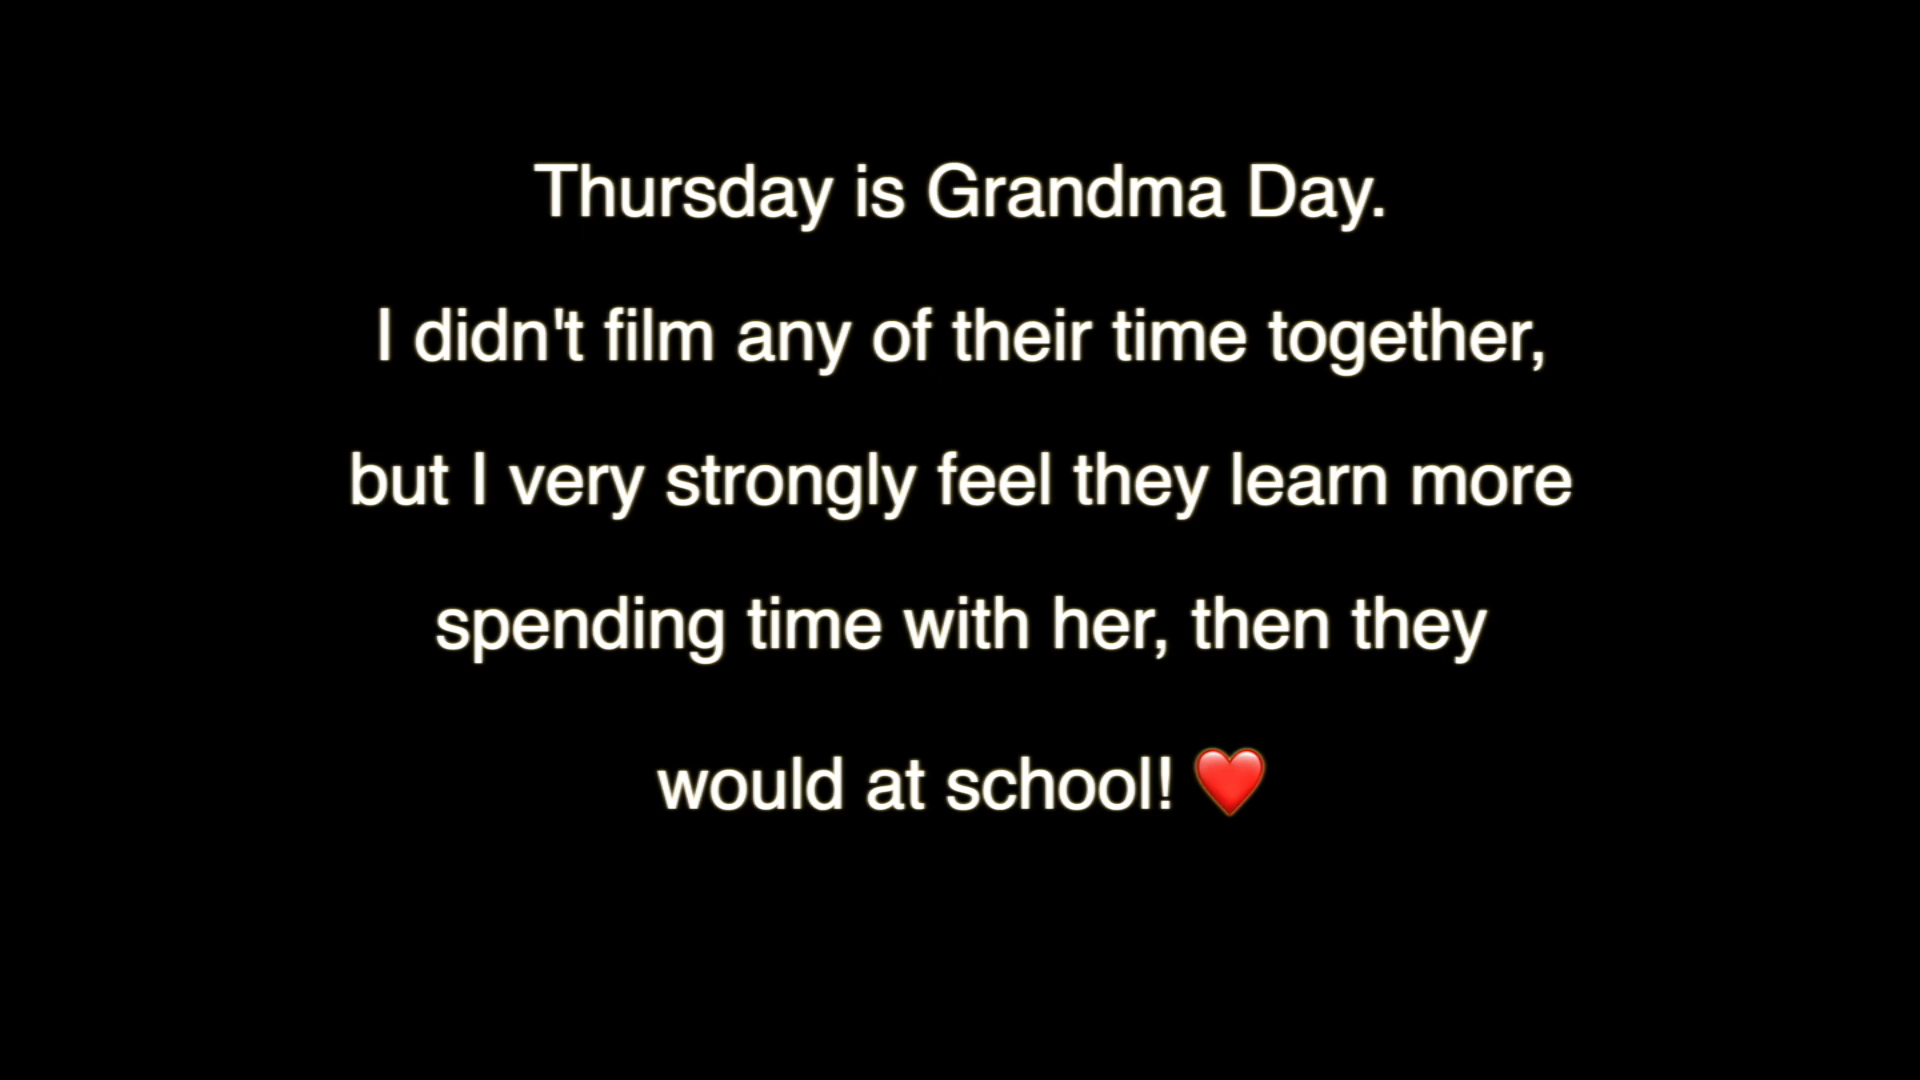 Thursday is Grandma Day.
I didn't film any of their time together,
but I very strongly feel they learn more
spending time with her, then they
would at school! ❤️